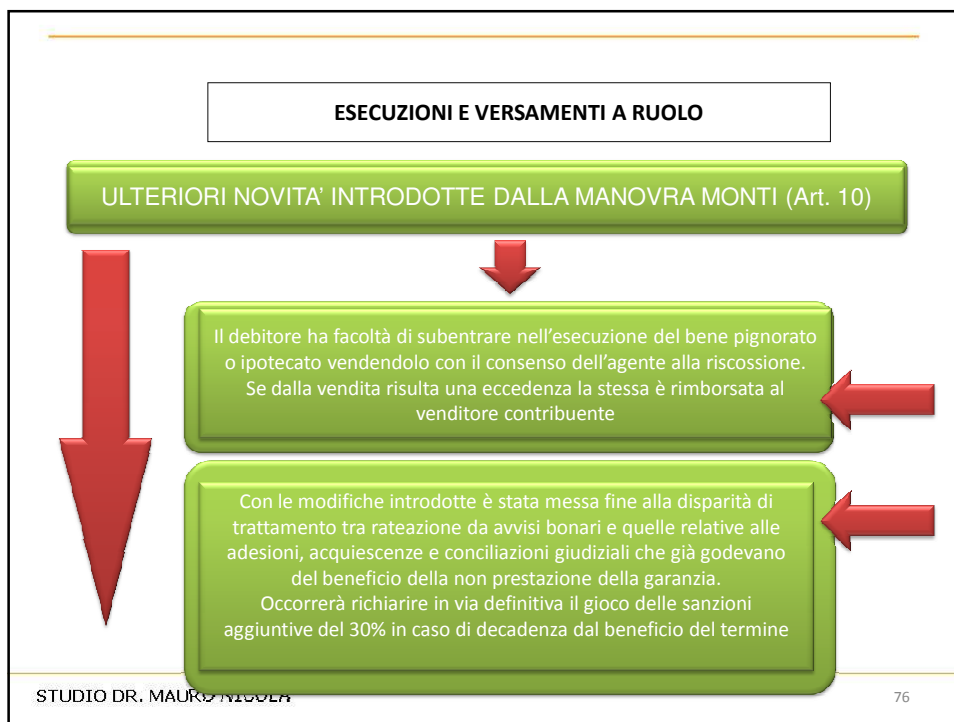 ESECUZIONI E VERSAMENTI A RUOLO
ULTERIORI NOVITA' INTRODOTTE DALLA MANOVRA MONTI (Art. 10)
Il debitore ha facoltà di subentrare nell'esecuzione del bene pignorato
o ipotecato vendendolo con il consenso dell'agente alla riscossione.
Se dalla vendita risulta una eccedenza la stessa è rimborsata al
venditore contribuente
Con le modifiche introdotte è stata messa fine alla disparità di
trattamento tra rateazione da avvisi bonari e quelle relative alle
adesioni, acquiescenze e conciliazioni giudiziali che già godevano
del beneficio della non prestazione della garanzia.
Occorrerà richiarire in via definitiva il gioco delle sanzioni
aggiuntive del 30% in caso di decadenza dal beneficio del termine
STUDIO DR. MAURO NICOLA
76